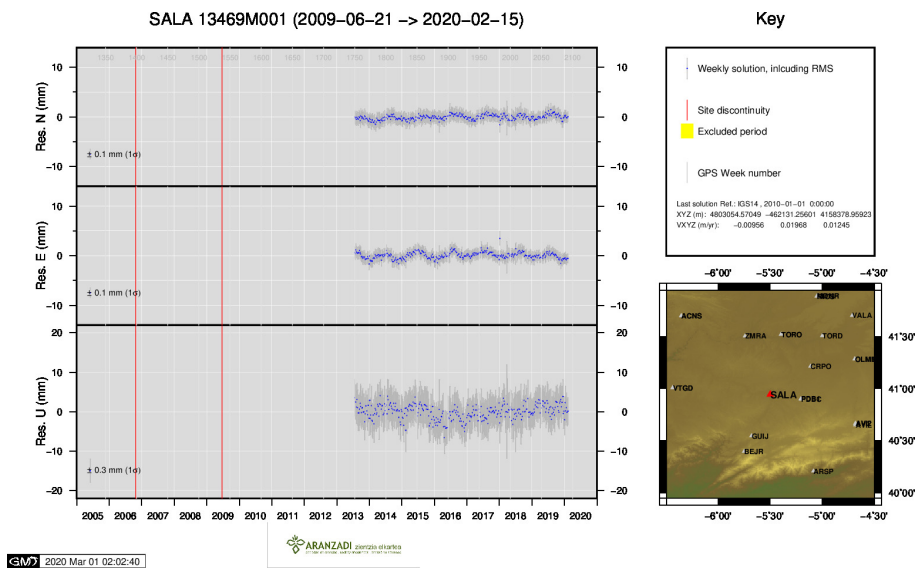 SALA 13469M001 (2009-06-21 -> 2020-02-15)
Key
1350 1450 1500 1550 1600 1650 1700 1750 1800 1850 1900 1950 2000 2050 2100
Res. N (mm)
10
0
-10
± 0.1 mm (1σ)
10
0
-10
Res. E (mm)
10
0
-10
± 0.1 mm (1σ)
10
0
-10
Res. U (mm)
20
10
0
-10
-20
± 0.3 mm (1σ)
20
10
0
-10
-20
2005 2006 2007 2008 2009 2010 2011 2012 2013 2014 2015 2016 2017 2018 2019 2020
Weekly solution, inlcuding RMS
Site discontinuity
Excluded period
GPS Week number
Last solution Ref.: IGS14 , 2010-01-01 0:00:00
XYZ (m): 4803054.57049 -462131.25601 4158378.95923
VXYZ (m/yr): -0.00956 0.01968 0.01245
-6°00' -5°30' -5°00' -4°30'
ACNS
VALA
41°30'
ZMRA
TORO
TORD
CRPO
41°00'
VTGD
SALA
GUIJ
40°30'
BEJR
ARSP
40°00'
-6°00' -5°30' -5°00' -4°30'
ARANZADI zientzia elkartea
GMT 2020 Mar 01 02:02:40